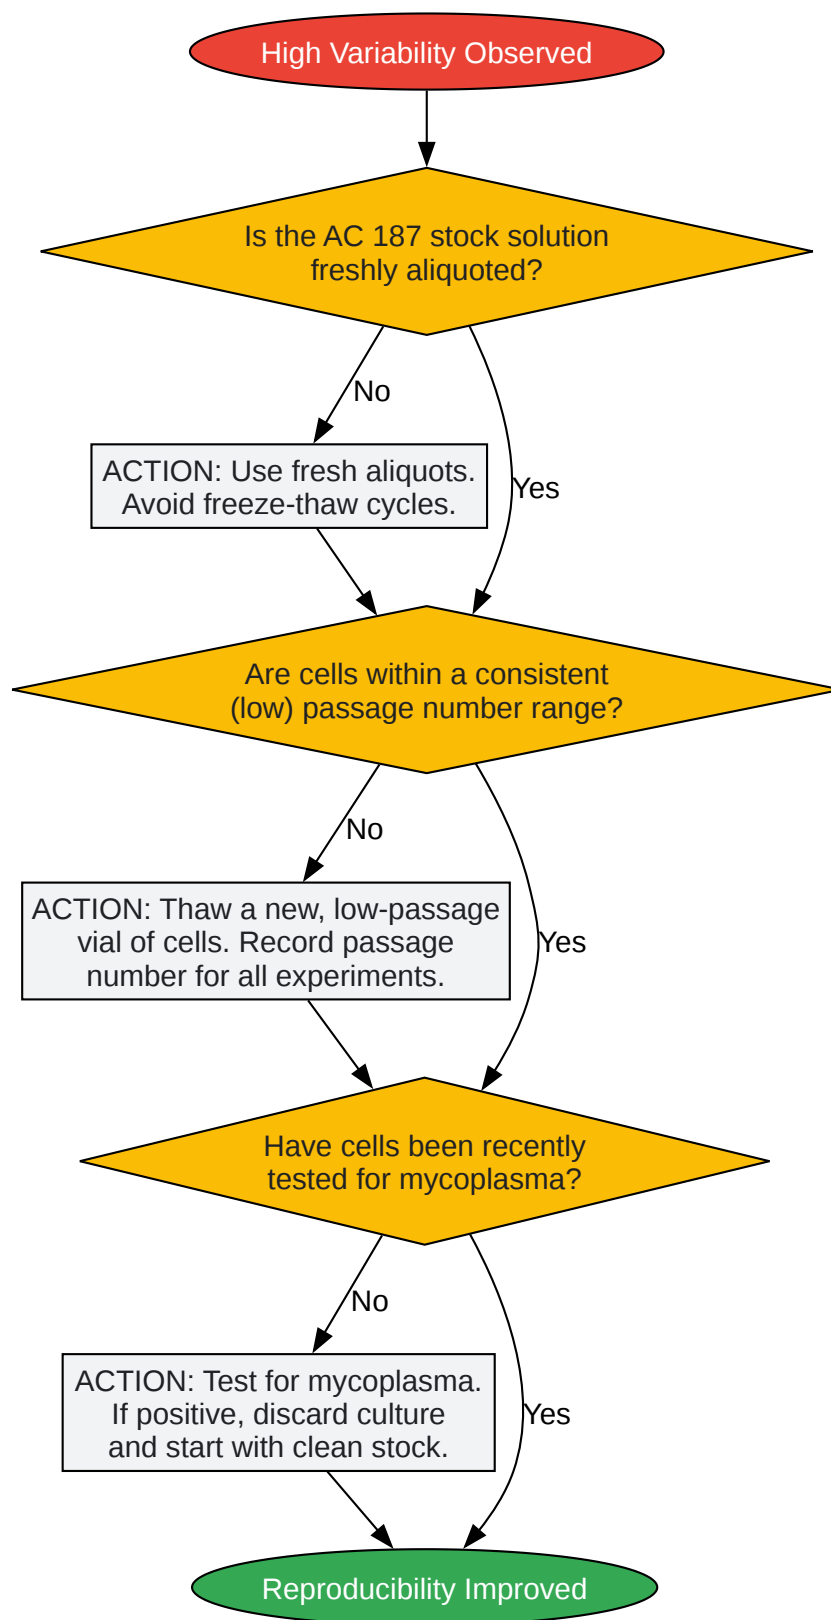 High Variability Observed
Is the AC 187 stock solution
freshly aliquoted?
No
ACTION: Use fresh aliquots.
Avoid freeze-thaw cycles.
Yes
Are cells within a consistent
(low) passage number range?
No
ACTION: Thaw a new, low-passage
vial of cells. Record passage
number for all experiments.
Yes
Have cells been recently
tested for mycoplasma?
No
ACTION: Test for mycoplasma.
If positive, discard culture
and start with clean stock.
Yes
Reproducibility Improved